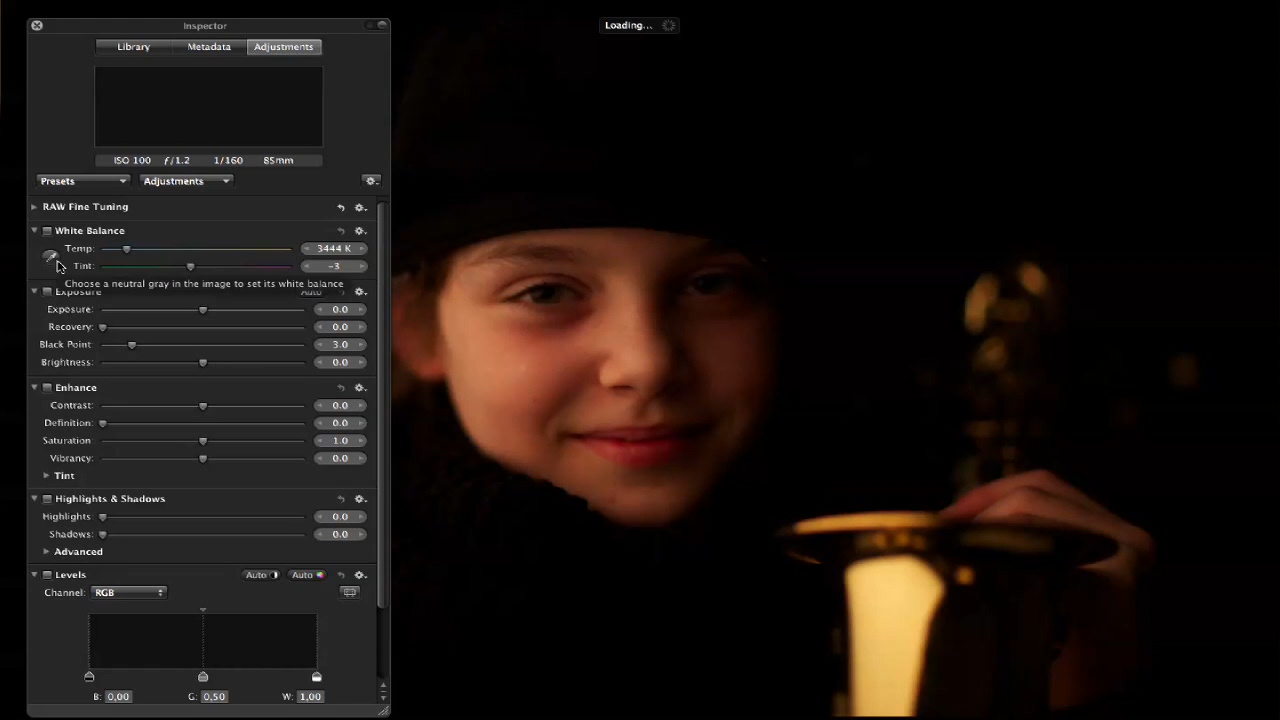 Inspector
Loading...
Library Metadata Adjustments
ISO 100 ƒ/1.2 1/160 85mm
Presets Adjustments
RAW Fine Tuning
White Balance
Temp: 3444 K
Tint: -3
Choose a neutral gray in the image to set its white balance
Exposure Auto
Exposure: 0.0
Recovery: 0.0
Black Point: 3.0
Brightness: 0.0
Enhance
Contrast: 0.0
Definition: 0.0
Saturation: 1.0
Vibrancy: 0.0
Tint
Highlights & Shadows
Highlights: 0.0
Shadows: 0.0
Advanced
Levels Auto Auto
Channel: RGB
B: 0.00 G: 0.50 W: 1.00